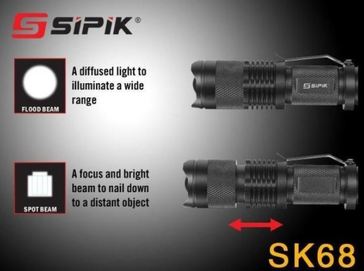 SiPiK®
A diffused light to
illuminate a wide
range
FLOOD BEAM
SiPiK
A focus and bright
beam to nail down
to a distant object
SPOT BEAM
SK68